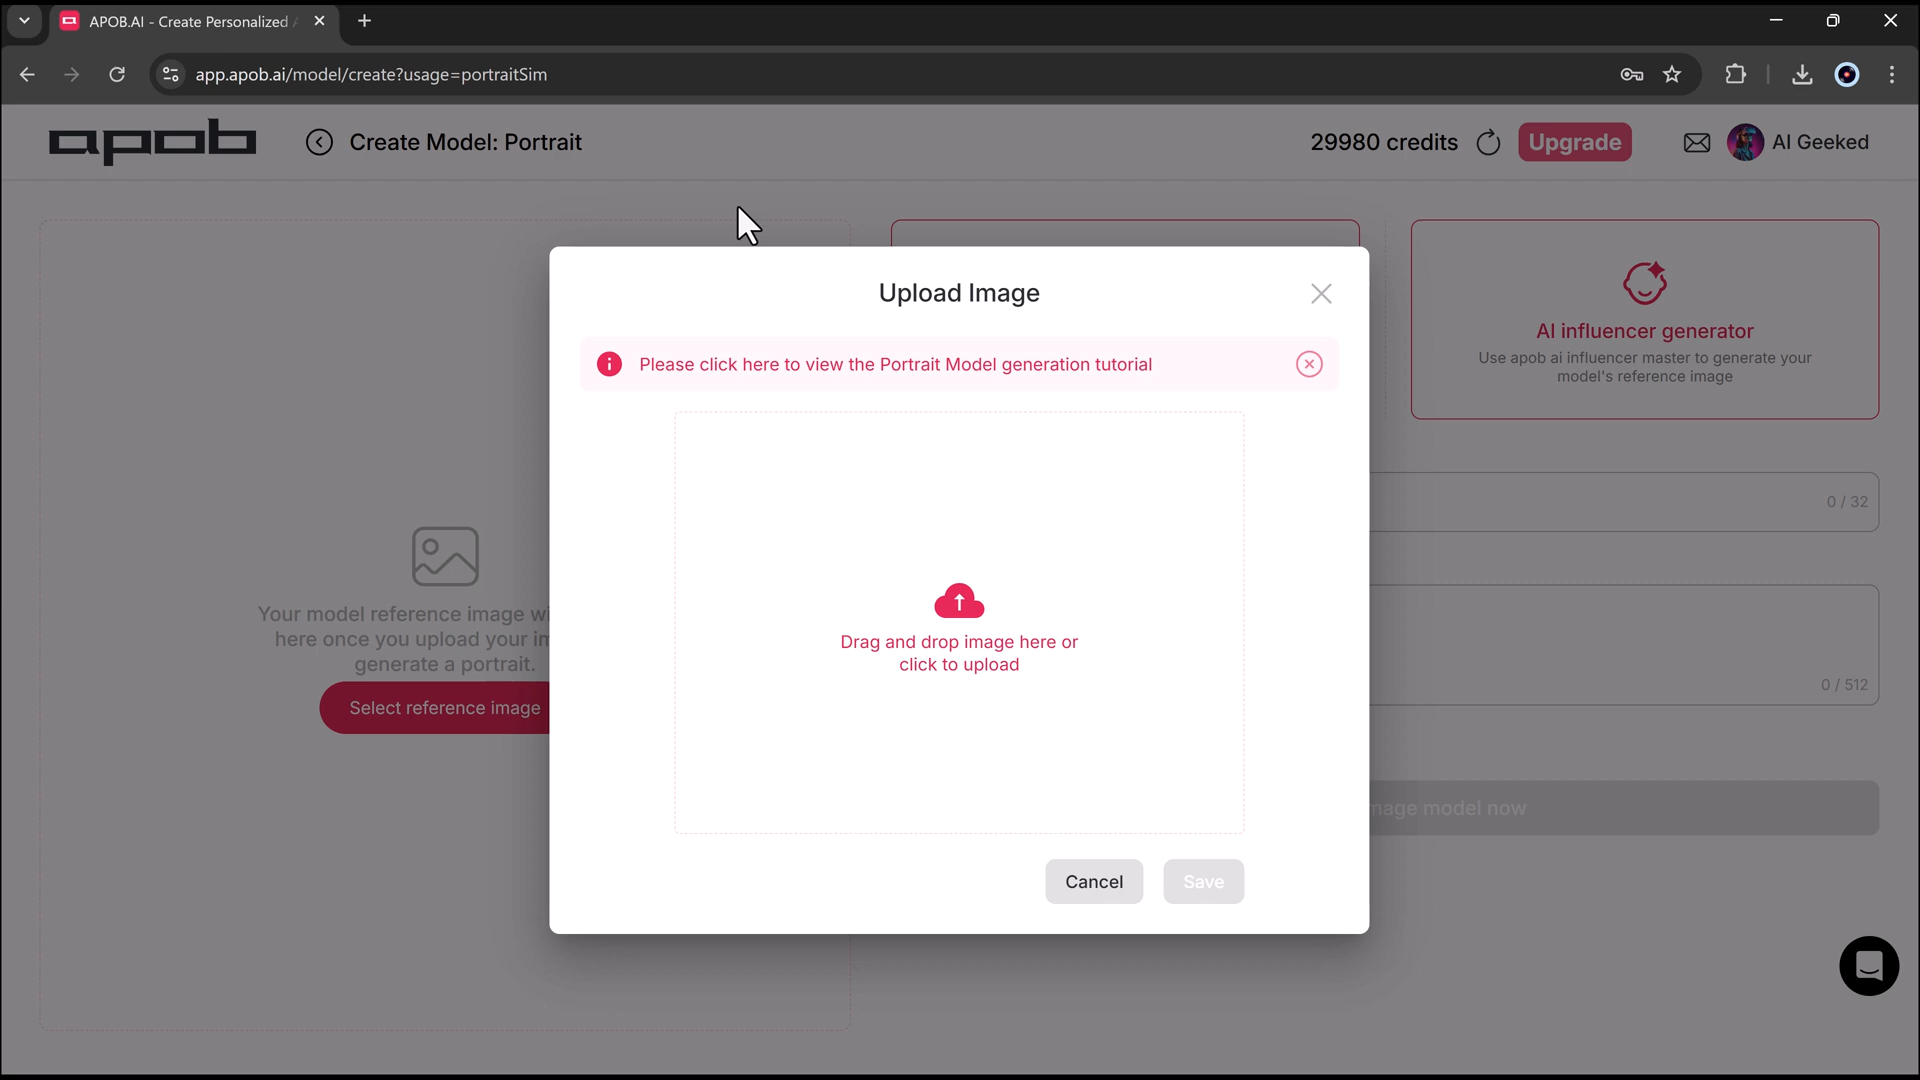 APOB.AI - Create Personalized
app.apob.ai/model/create?usage=portraitSim
apob
Create Model: Portrait
29980 credits
Upgrade
AI Geeked
Upload Image
Please click here to view the Portrait Model generation tutorial
Drag and drop image here or
click to upload
Cancel
Save
Your model reference image
here once you upload your
generate a portrait.
Select reference image
AI influencer generator
Use apob ai influencer master to generate your
model's reference image
0 / 32
0 / 512
model now